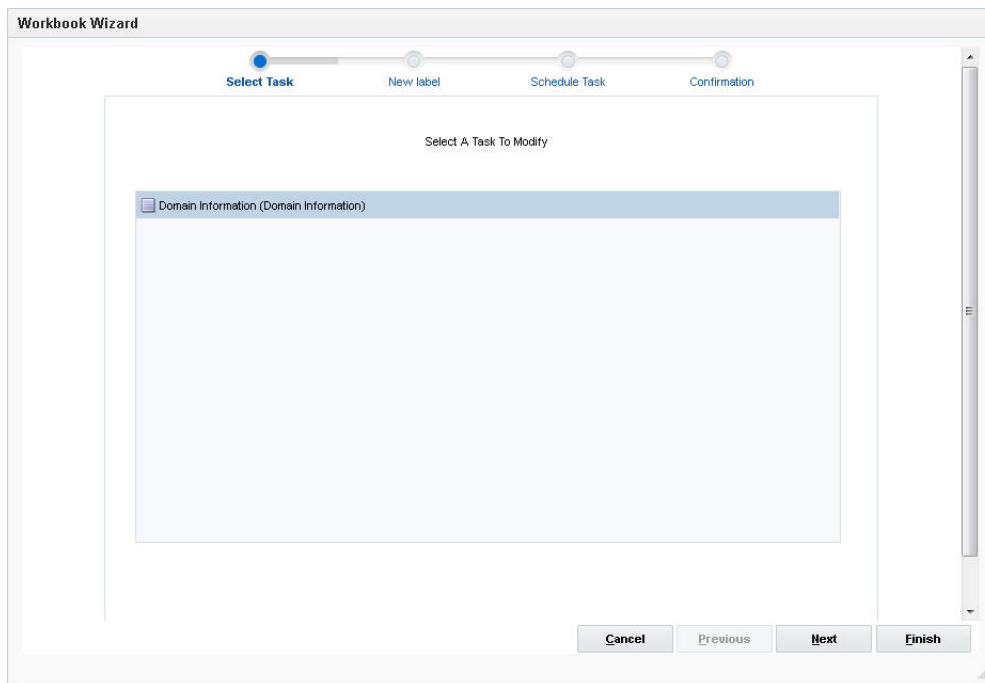 Workbook Wizard
Select Task
New label
Schedule Task
Confirmation
Select A Task To Modify
Domain Information (Domain Information)
Cancel
Previous
Next
Finish